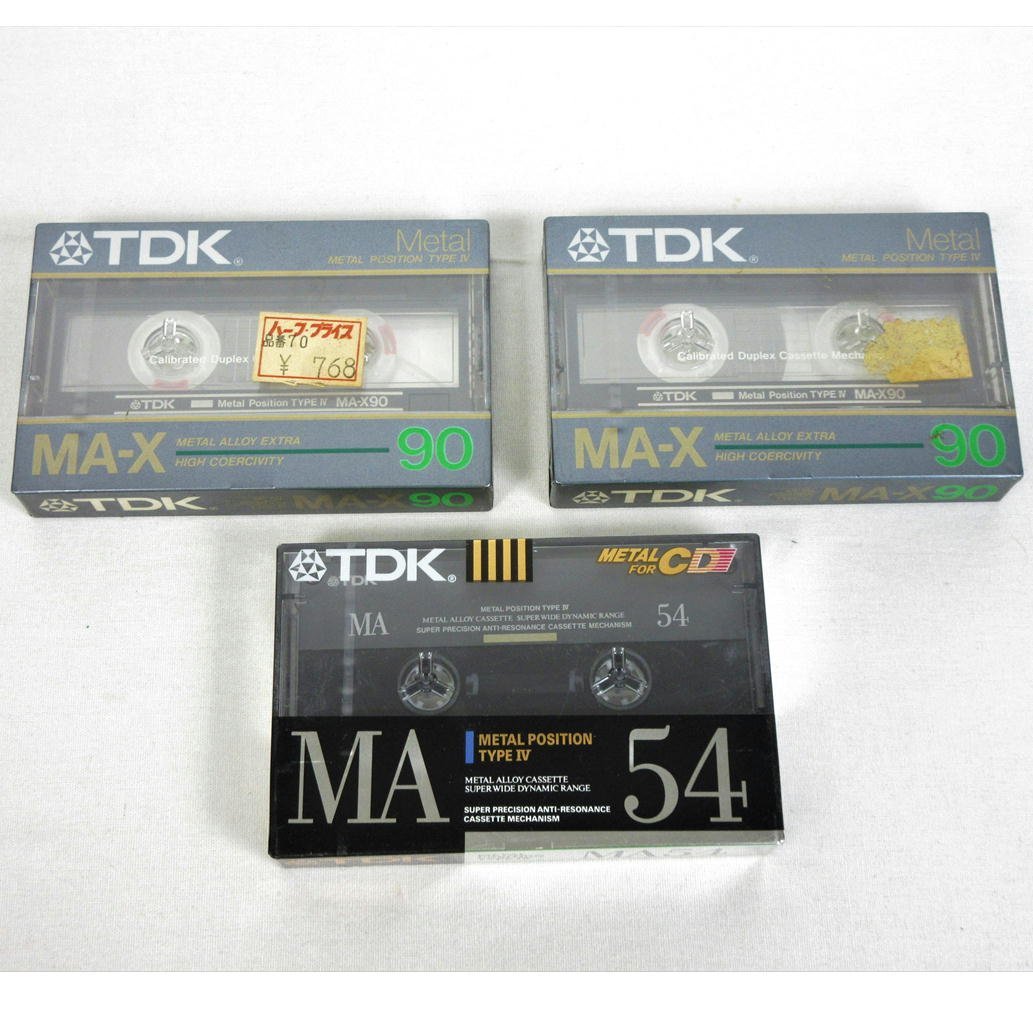 TDK®
Metal
METAL POSITION TYPE IV
ハーフ・プライス
品番70
¥ 768
Calibrated Duplex
TDK Metal Position TYPE IV MA-X90
MA-X
METAL ALLOY EXTRA
HIGH COERCIVITY
90
TDK® MA-X90
TDK®
Metal
METAL POSITION TYPE IV
Calibrated Duplex Cassette
TDK Metal Position TYPE IV MA-X90
MA-X
METAL ALLOY EXTRA
HIGH COERCIVITY
90
TDK® MA-X90
TDK®
METAL
FOR CD
TDK
MA
METAL POSITION TYPE IV
METAL ALLOY CASSETTE SUPER WIDE DYNAMIC RANGE
SUPER PRECISION ANTI-RESONANCE CASSETTE MECHANISM
54
MA
METAL POSITION
TYPE IV
METAL ALLOY CASSETTE
SUPER WIDE DYNAMIC RANGE
SUPER PRECISION ANTI-RESONANCE
CASSETTE MECHANISM
54
TDK MA54